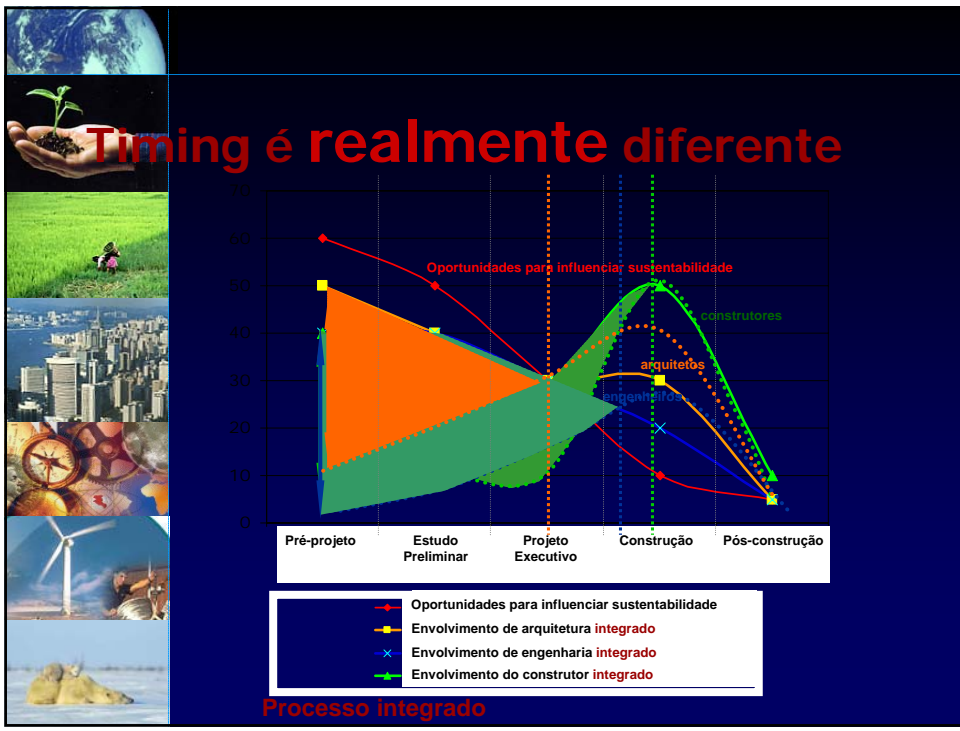 Timing é realmente diferente
70
60
50
40
30
20
10
0
Oportunidades para influenciar sustentabilidade
construtores
arquitetos
engenheiros
Pré-projeto
Estudo
Preliminar
Projeto
Executivo
Construção
Pós-construção
Oportunidades para influenciar sustentabilidade
Envolvimento de arquitetura integrado
Envolvimento de engenharia integrado
Envolvimento do construtor integrado
Processo integrado